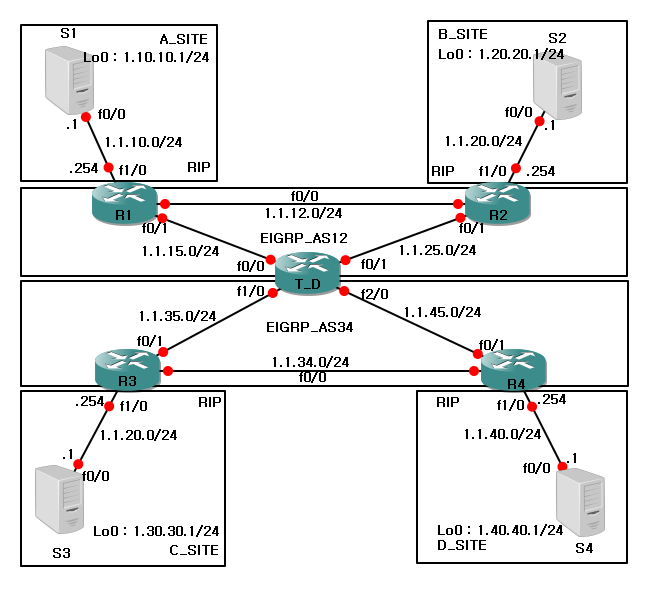 S1
A_SITE
Lo0 : 1.10.10.1/24
f0/0
.1
1.1.10.0/24
.254
f1/0
RIP
B_SITE
S2
Lo0 : 1.20.20.1/24
f0/0
.1
1.1.20.0/24
RIP
f1/0
.254
R1
f0/0
1.1.12.0/24
R2
f0/1
f0/1
EIGRP_AS12
1.1.15.0/24
1.1.25.0/24
f0/0
f0/1
T_D
f1/0
f2/0
1.1.35.0/24
1.1.45.0/24
EIGRP_AS34
f0/1
f0/1
1.1.34.0/24
f0/0
R3
R4
.254
f1/0
RIP
1.1.20.0/24
.1
f0/0
Lo0 : 1.30.30.1/24
S3
C_SITE
RIP
f1/0
.254
1.1.40.0/24
.1
f0/0
Lo0 : 1.40.40.1/24
D_SITE
S4